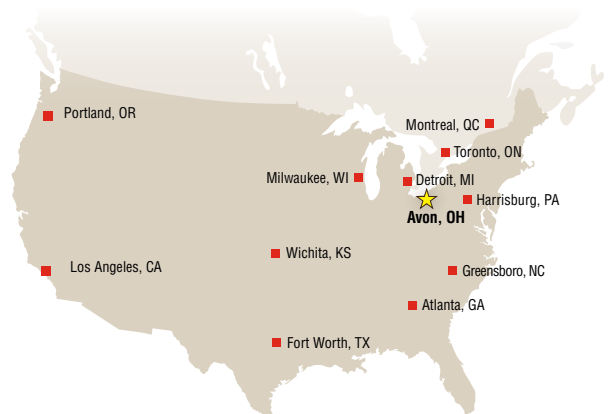 Portland, OR
Montreal, QC
Toronto, ON
Milwaukee, WI
Detroit, MI
Harrisburg, PA
Avon, OH
Wichita, KS
Los Angeles, CA
Greensboro, NC
Atlanta, GA
Fort Worth, TX